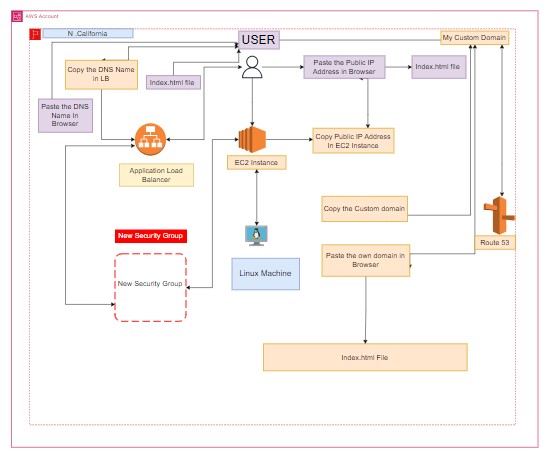 AWS Account
N .California
USER
My Custom Domain
Copy the DNS Name
in LB
Index.html file
Paste the Public IP
Address in Browser
Index.html file
Paste the DNS
Name In
Browser
Copy Public IP Address
In EC2 Instance
EC2 Instance
Application Load
Balancer
Copy the Custom domain
New Security Group
Route 53
Paste the own domain in
Browser
Linux Machine
New Security Group
Index.html File